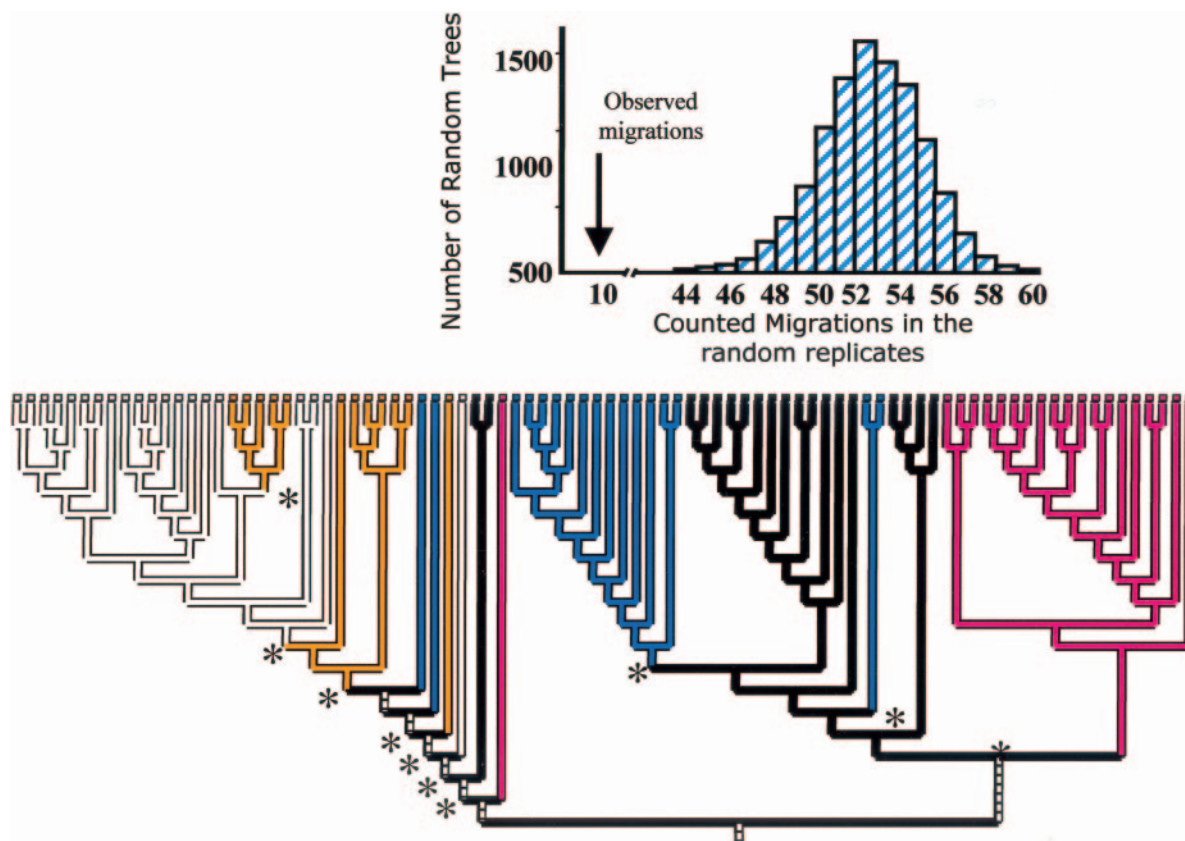 Number of Random Trees
1500
1000
500
Observed
migrations
10 44 46 48 50 52 54 56 58 60
Counted Migrations in the
random replicates
*
*
*
*
*
*
*
*
*
*